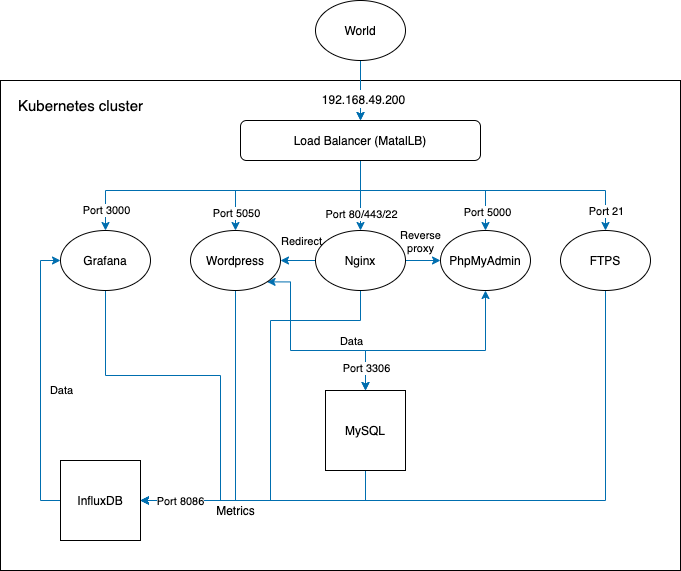 World
192.168.49.200
Kubernetes cluster
Load Balancer (MatalLB)
Port 3000
Port 5050
Port 80/443/22
Port 5000
Port 21
Redirect
Reverse
proxy
Grafana
Wordpress
Nginx
PhpMyAdmin
FTPS
Data
Port 3306
Data
MySQL
InfluxDB
Port 8086
Metrics